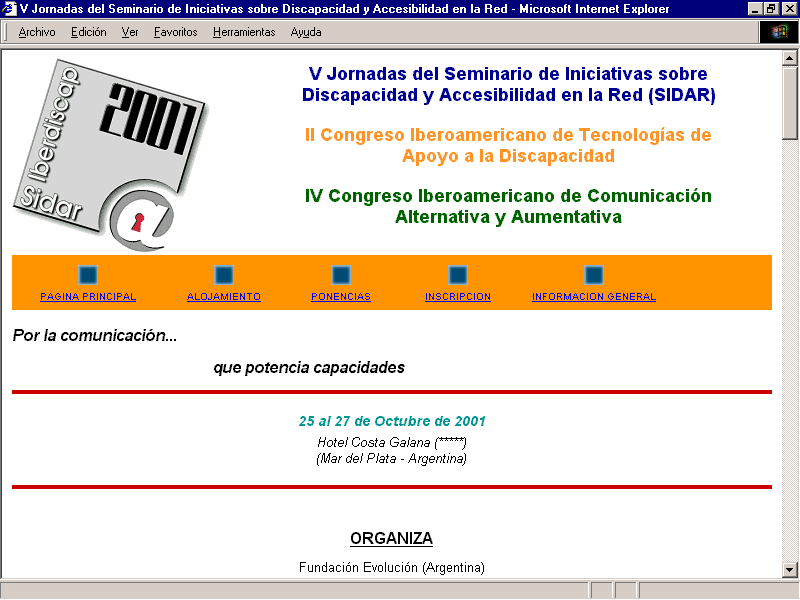 V Jornadas del Seminario de Iniciativas sobre Discapacidad y Accesibilidad en la Red - Microsoft Internet Explorer
Archivo Edición Ver Favoritos Herramientas Ayuda
2001
Iberdiscap
Sidar
@
V Jornadas del Seminario de Iniciativas sobre
Discapacidad y Accesibilidad en la Red (SIDAR)
II Congreso Iberoamericano de Tecnologías de
Apoyo a la Discapacidad
IV Congreso Iberoamericano de Comunicación
Alternativa y Aumentativa
PAGINA PRINCIPAL ALOJAMIENTO PONENCIAS INSCRIPCION INFORMACION GENERAL
Por la comunicación...
que potencia capacidades
25 al 27 de Octubre de 2001
Hotel Costa Galana (*****)
(Mar del Plata - Argentina)
ORGANIZA
Fundación Evolución (Argentina)